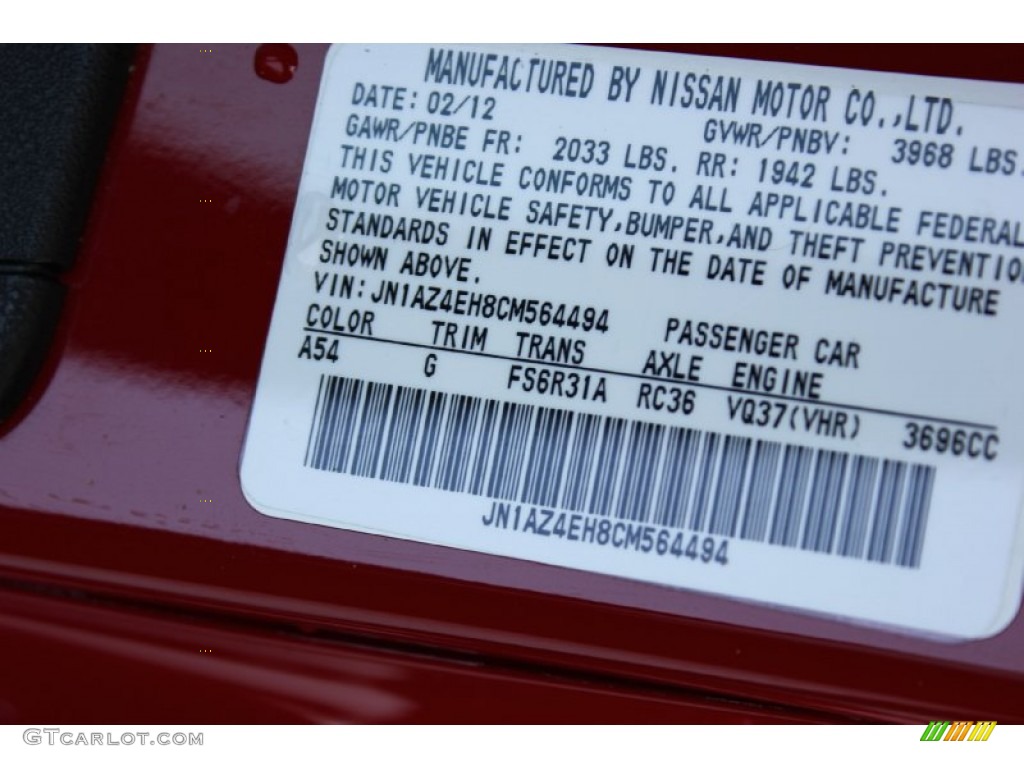 MANUFACTURED BY NISSAN MOTOR CO.,LTD.
DATE: 02/12 GVWR/PNBV: 3968 LBS.
GAWR/PNBE FR: 2033 LBS. RR: 1942 LBS.
THIS VEHICLE CONFORMS TO ALL APPLICABLE FEDERAL
MOTOR VEHICLE SAFETY,BUMPER,AND THEFT PREVENTIO
STANDARDS IN EFFECT ON THE DATE OF MANUFACTURE
SHOWN ABOVE.
VIN:JN1AZ4EH8CM564494 PASSENGER CAR
COLOR TRIM TRANS AXLE ENGINE
A54 G FS6R31A RC36 VQ37(VHR) 3696CC
JN1AZ4EH8CM564494
GTCARLOT.COM